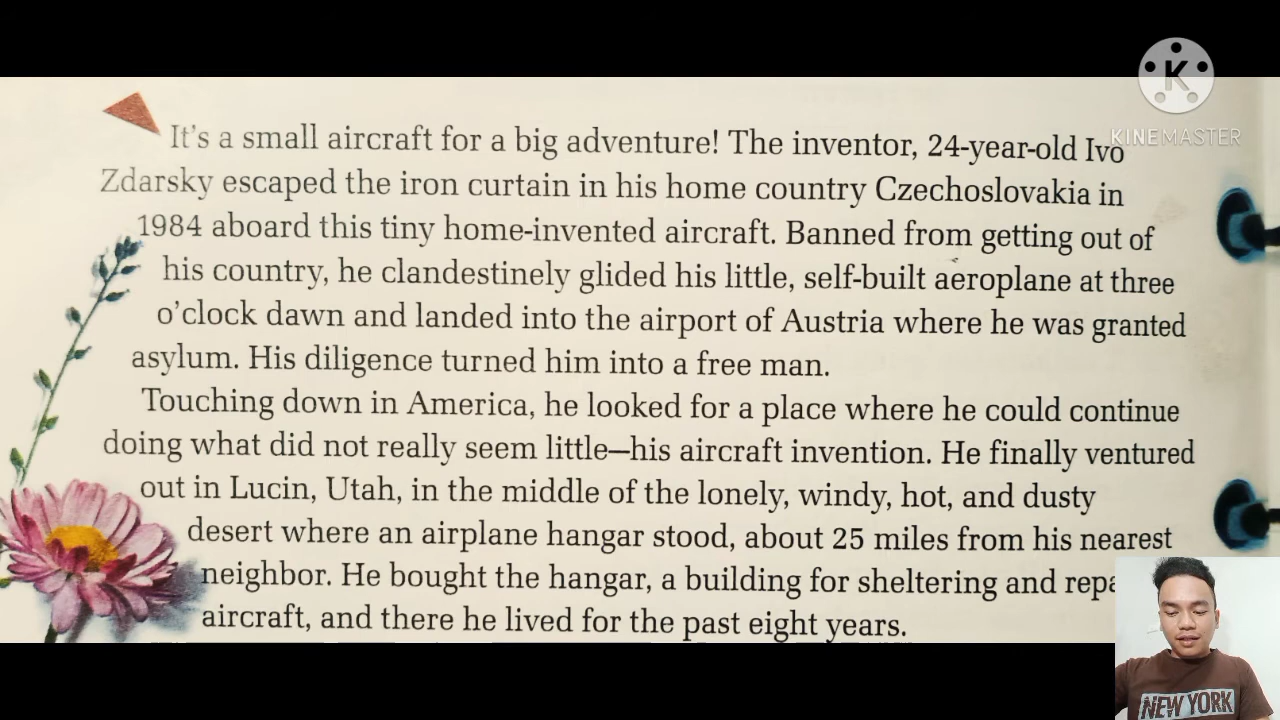 K
KINEMASTER
It's a small aircraft for a big adventure! The inventor, 24-year-old Ivo
Zdarsky escaped the iron curtain in his home country Czechoslovakia in
1984 aboard this tiny home-invented aircraft. Banned from getting out of
his country, he clandestinely glided his little, self-built aeroplane at three
o'clock dawn and landed into the airport of Austria where he was granted
asylum. His diligence turned him into a free man.
Touching down in America, he looked for a place where he could continue
doing what did not really seem little—his aircraft invention. He finally ventured
out in Lucin, Utah, in the middle of the lonely, windy, hot, and dusty
desert where an airplane hangar stood, about 25 miles from his nearest
neighbor. He bought the hangar, a building for sheltering and repa
aircraft, and there he lived for the past eight years.
NEW YORK